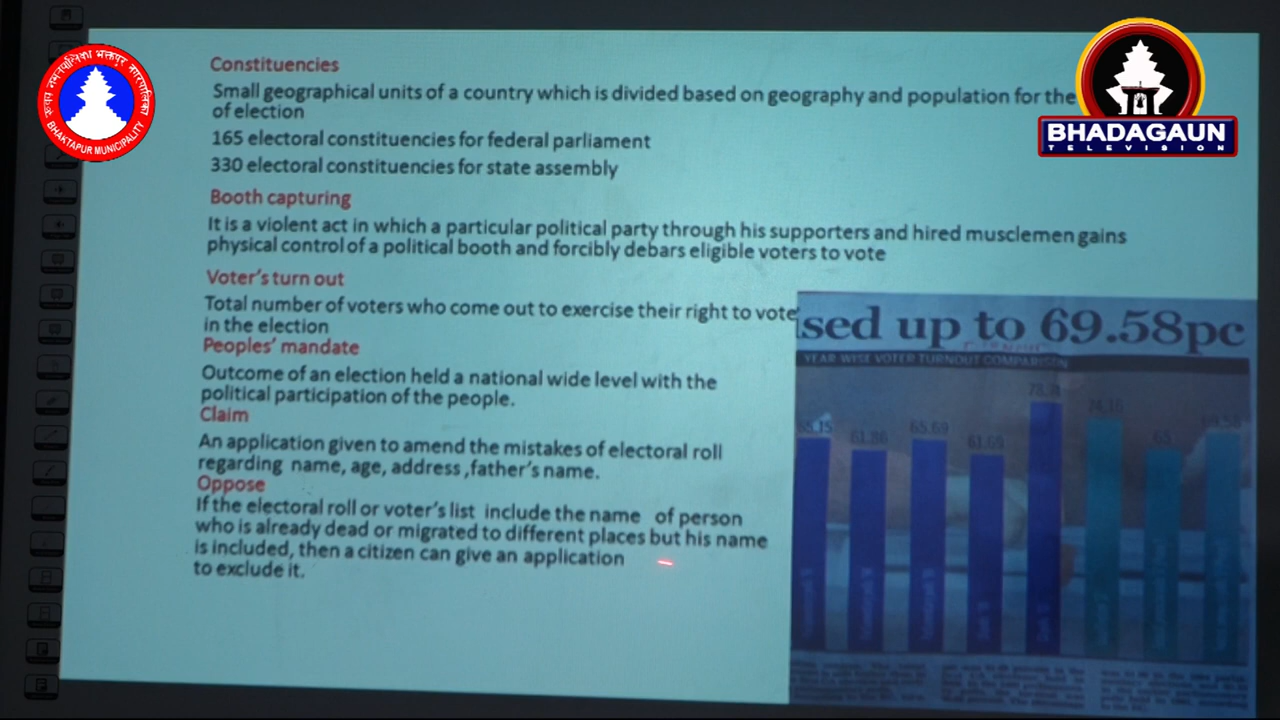 Constituencies
Small geographical units of a country which is divided based on geography and population for the
of election
165 electoral constituencies for federal parliament
330 electoral constituencies for state assembly
Booth capturing
It is a violent act in which a particular political party through his supporters and hired musclemen gains
physical control of a political booth and forcibly debars eligible voters to vote
Voter's turn out
Total number of voters who come out to exercise their right to vote
in the election
Peoples' mandate
Outcome of an election held a national wide level with the
political participation of the people.
Claim
An application given to amend the mistakes of electoral roll
regarding name, age, address ,father's name.
Oppose
If the electoral roll or voter's list include the name of person
who is already dead or migrated to different places but his name
is included, then a citizen can give an application
to exclude it.
sed up to 69.58pc
YEAR WISE VOTER TURNOUT COMPARISON
65.15
61.86
65.69
61.65
65
69.58
BHAKTAPUR MUNICIPALITY
BHADAGAUN
TELEVISION